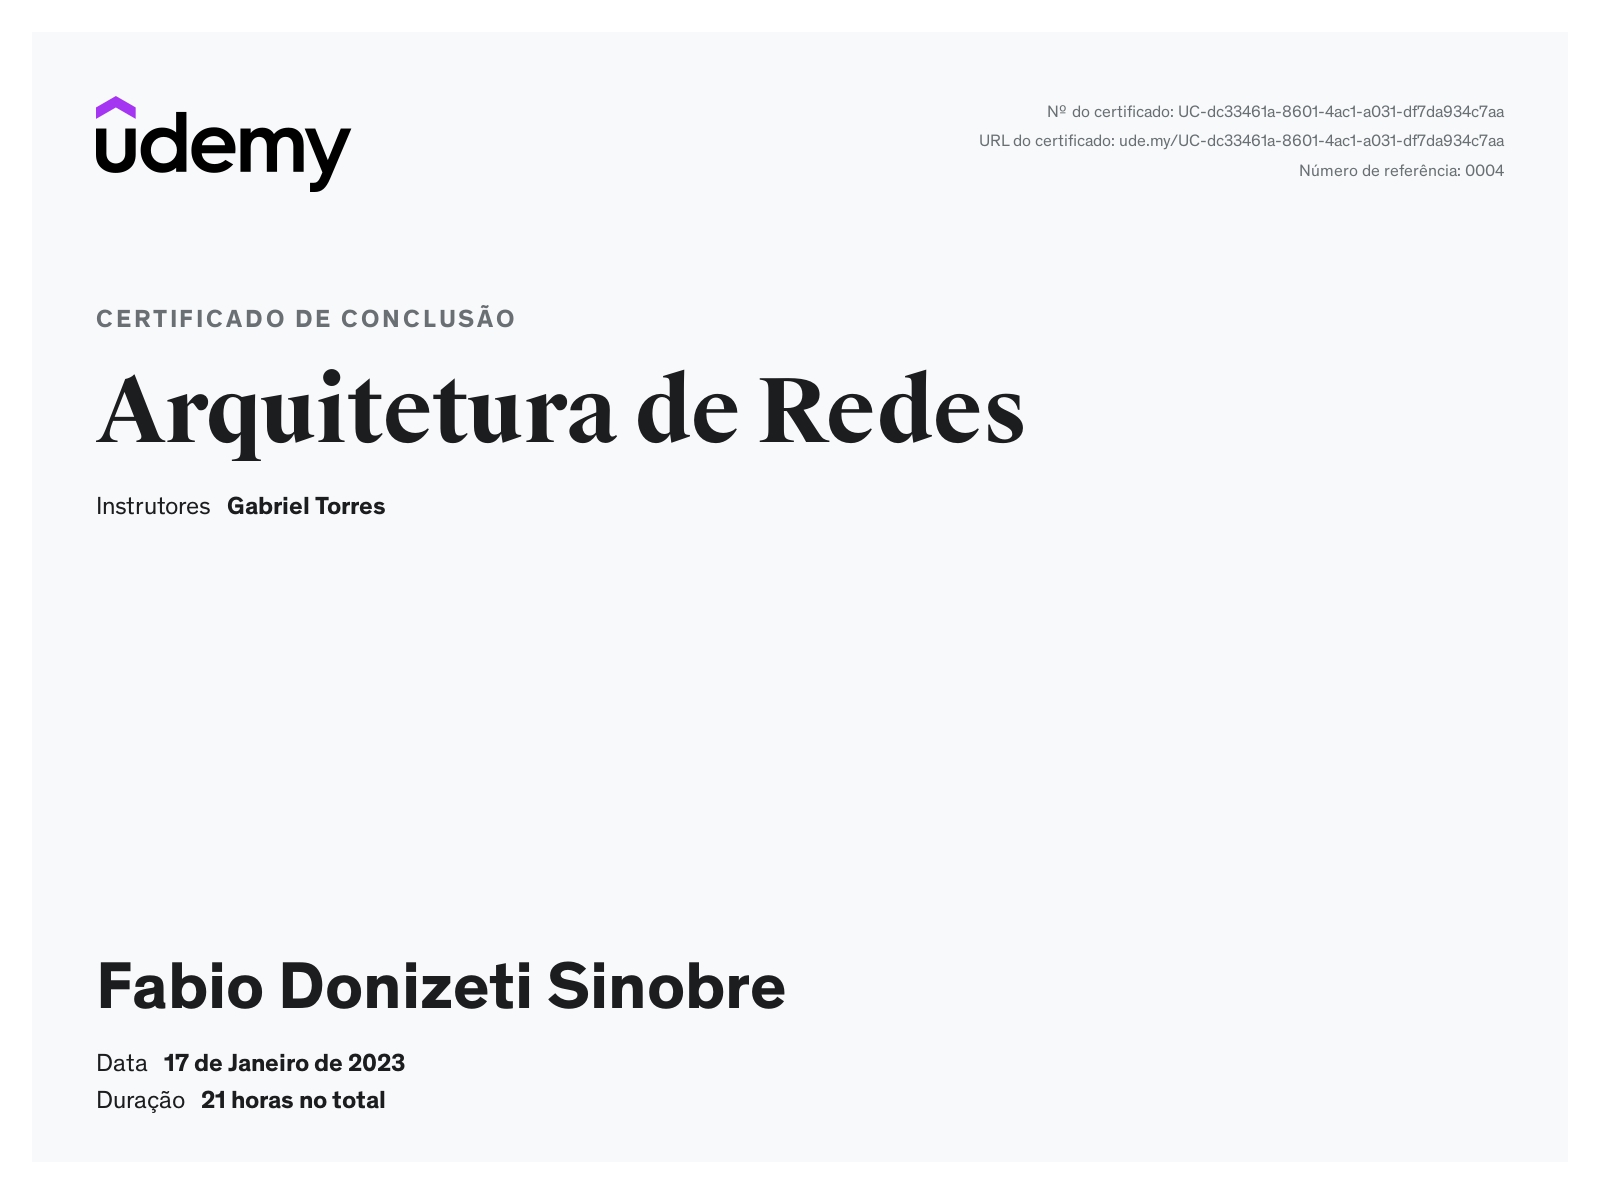 udemy
Nº do certificado: UC-dc33461a-8601-4ac1-a031-df7da934c7aa
URL do certificado: ude.my/UC-dc33461a-8601-4ac1-a031-df7da934c7aa
Número de referência: 0004
CERTIFICADO DE CONCLUSÃO
Arquitetura de Redes
Instrutores Gabriel Torres
Fabio Donizeti Sinobre
Data 17 de Janeiro de 2023
Duração 21 horas no total